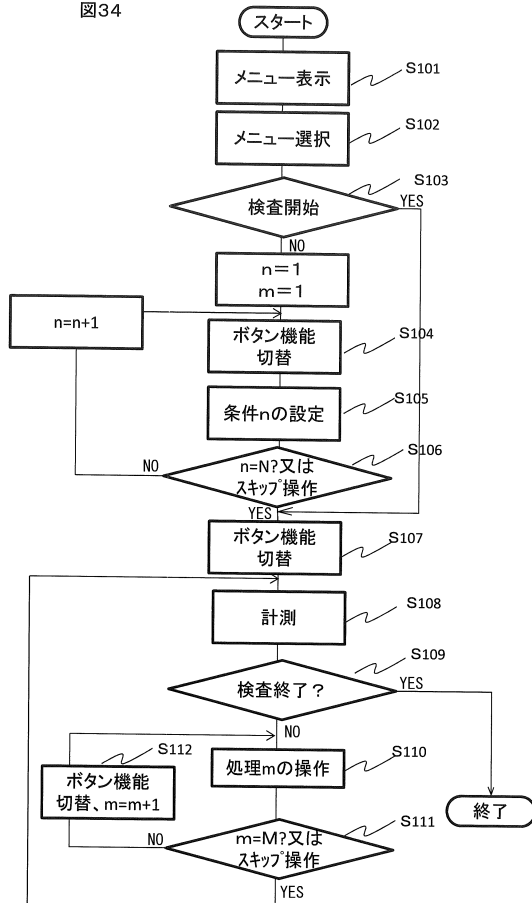 図34
スタート
メニュー表示
S101
メニュー選択
S102
検査開始
S103
YES
NO
n=1
m=1
n=n+1
ボタン機能
切替
S104
条件nの設定
S105
n=N?又は
スキップ操作
S106
NO
YES
ボタン機能
切替
S107
計測
S108
検査終了？
S109
YES
NO
S112
処理mの操作
S110
ボタン機能
切替、m=m+1
終了
m=M?又は
スキップ操作
S111
NO
YES